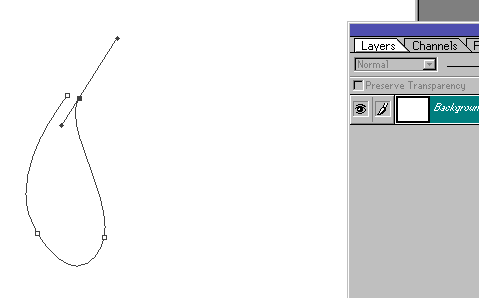 Layers Channels
Normal
Preserve Transparency
Background